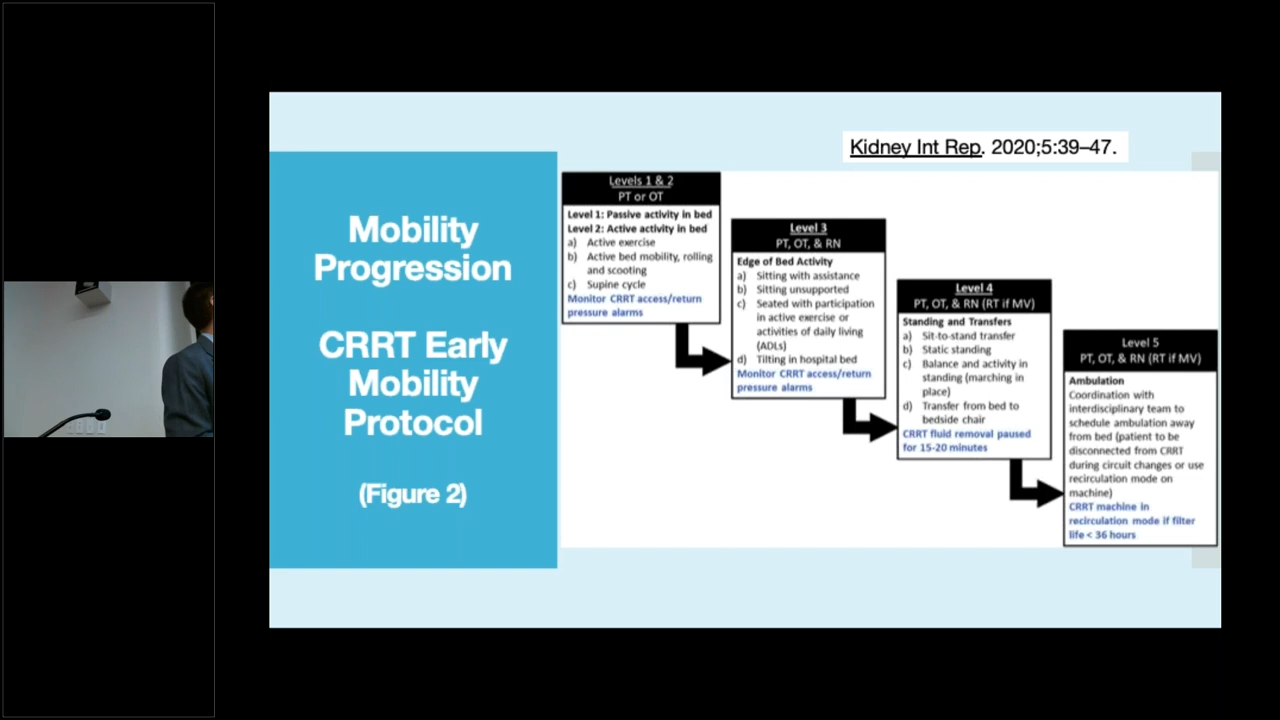 Kidney Int Rep. 2020;5:39–47.
Mobility
Progression
CRRT Early
Mobility
Protocol
(Figure 2)
Levels 1 & 2
PT or OT
Level 1: Passive activity in bed
Level 2: Active activity in bed
a) Active exercise
b) Active bed mobility, rolling
and scooting
c) Supine cycle
Monitor CRRT access/return
pressure alarms
Level 3
PT, OT, & RN
Edge of Bed Activity
a) Sitting with assistance
b) Sitting unsupported
c) Seated with participation
in active exercise or
activities of daily living
(ADLs)
d) Tilting in hospital bed
Monitor CRRT access/return
pressure alarms
Level 4
PT, OT, & RN (RT if MV)
Standing and Transfers
a) Sit-to-stand transfer
b) Static standing
c) Balance and activity in
standing (marching in
place)
d) Transfer from bed to
bedside chair
CRRT fluid removal paused
for 15-20 minutes
Level 5
PT, OT, & RN (RT if MV)
Ambulation
Coordination with
interdisciplinary team to
schedule ambulation away
from bed (patient to be
disconnected from CRRT
during circuit changes or use
recirculation mode on
machine)
CRRT machine in
recirculation mode if filter
life < 36 hours